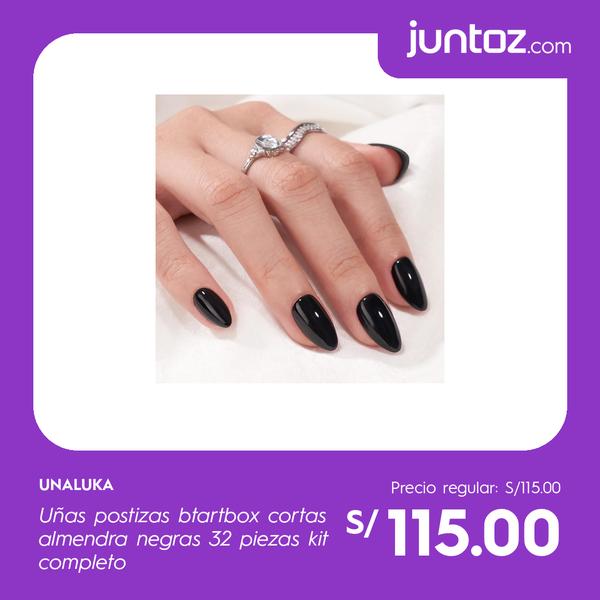 juntoz.com
UNALUKA
Uñas postizas btartbox cortas
almendra negras 32 piezas kit
completo
Precio regular: S/115.00
S/115.00